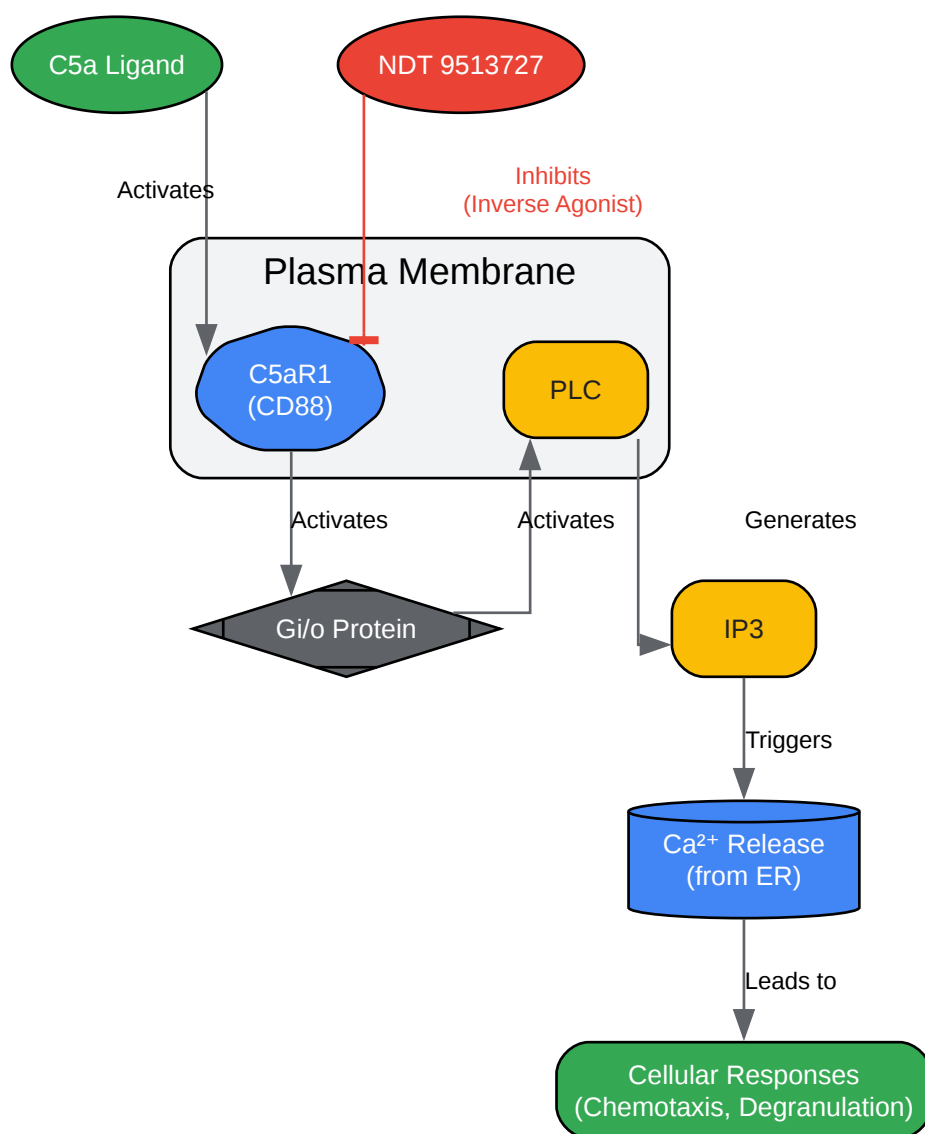 C5a Ligand
NDT 9513727
Activates
Inhibits
(Inverse Agonist)
Plasma Membrane
C5aR1
(CD88)
PLC
Activates
Activates
Generates
Gi/o Protein
IP3
Triggers
Ca²⁺ Release
(from ER)
Leads to
Cellular Responses
(Chemotaxis, Degranulation)